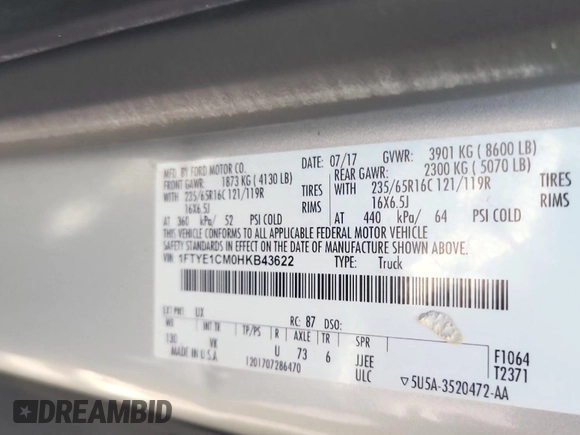 MFD. BY FORD MOTOR CO.
DATE: 07/17 GVWR: 3901 KG ( 8600 LB)
FRONT GAWR: 1873 KG ( 4130 LB) REAR GAWR: 2300 KG ( 5070 LB)
WITH 235/65R16C 121/119R TIRES WITH 235/65R16C 121/119R TIRES
16X6.5J RIMS 16X6.5J RIMS
AT 360 kPa/ 52 PSI COLD AT 440 kPa/ 64 PSI COLD
THIS VEHICLE CONFORMS TO ALL APPLICABLE FEDERAL MOTOR VEHICLE
SAFETY STANDARDS IN EFFECT ON THE DATE OF MANUFACTURE SHOWN ABOVE.
VIN: 1FTYE1CM0HKB43622 TYPE: Truck
EXT PNT: UX RC: 87 DSO:
WB INT TR TP/PS R AXLE TR SPR
130 VK U 73 6 JJEE
MADE IN U.S.A. ULC
1201707286470
F1064
T2371
▽5U5A-3520472-AA
DREAMBID